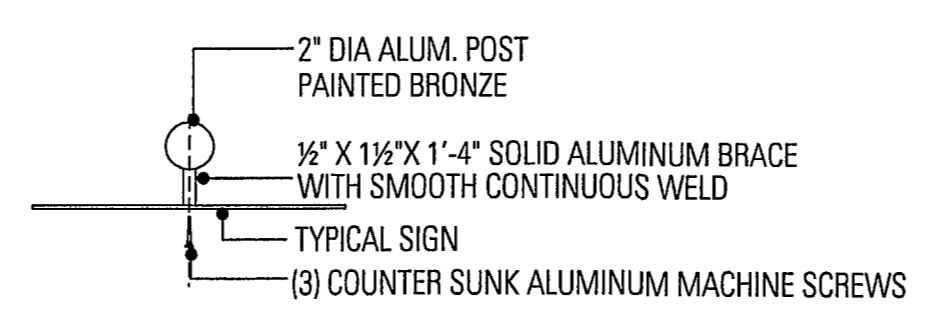 2" DIA ALUM. POST
PAINTED BRONZE
½" X 1½"X 1'-4" SOLID ALUMINUM BRACE
WITH SMOOTH CONTINUOUS WELD
TYPICAL SIGN
(3) COUNTER SUNK ALUMINUM MACHINE SCREWS